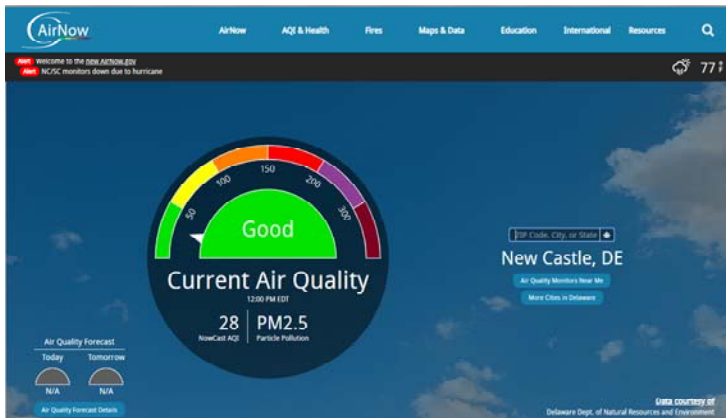 AirNow
AirNow AQI & Health Fires Maps & Data Education International Resources
Alert Welcome to the new AirNow.gov
Alert NC/SC monitors down due to hurricane
77
50
100
150
200
300
Good
Current Air Quality
12:00 PM EDT
28 PM2.5
NowCast AQI Particle Pollution
ZIP Code, City, or State
New Castle, DE
Air Quality Monitors Near Me
More Cities in Delaware
Air Quality Forecast
Today Tomorrow
N/A N/A
Air Quality Forecast Details
Data courtesy of
Delaware Dept. of Natural Resources and Environment